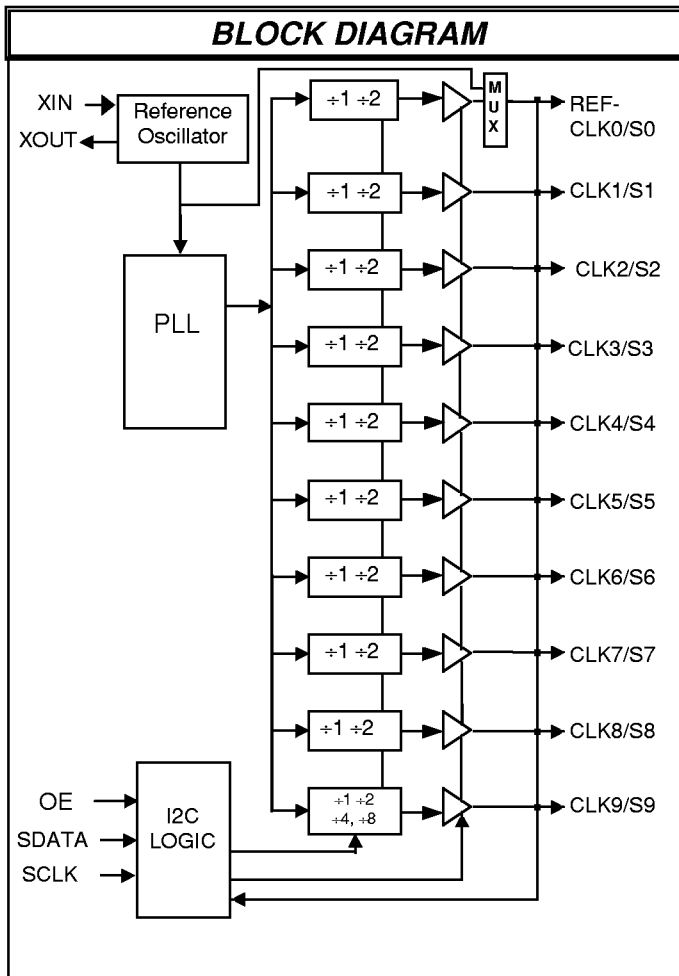 BLOCK DIAGRAM
XIN
XOUT
Reference
Oscillator
PLL
÷1 ÷2
MUX
REF-
CLK0/S0
÷1 ÷2
CLK1/S1
÷1 ÷2
CLK2/S2
÷1 ÷2
CLK3/S3
÷1 ÷2
CLK4/S4
÷1 ÷2
CLK5/S5
÷1 ÷2
CLK6/S6
÷1 ÷2
CLK7/S7
÷1 ÷2
CLK8/S8
÷1 ÷2
÷4, ÷8
CLK9/S9
OE
SDATA
SCLK
I2C
LOGIC